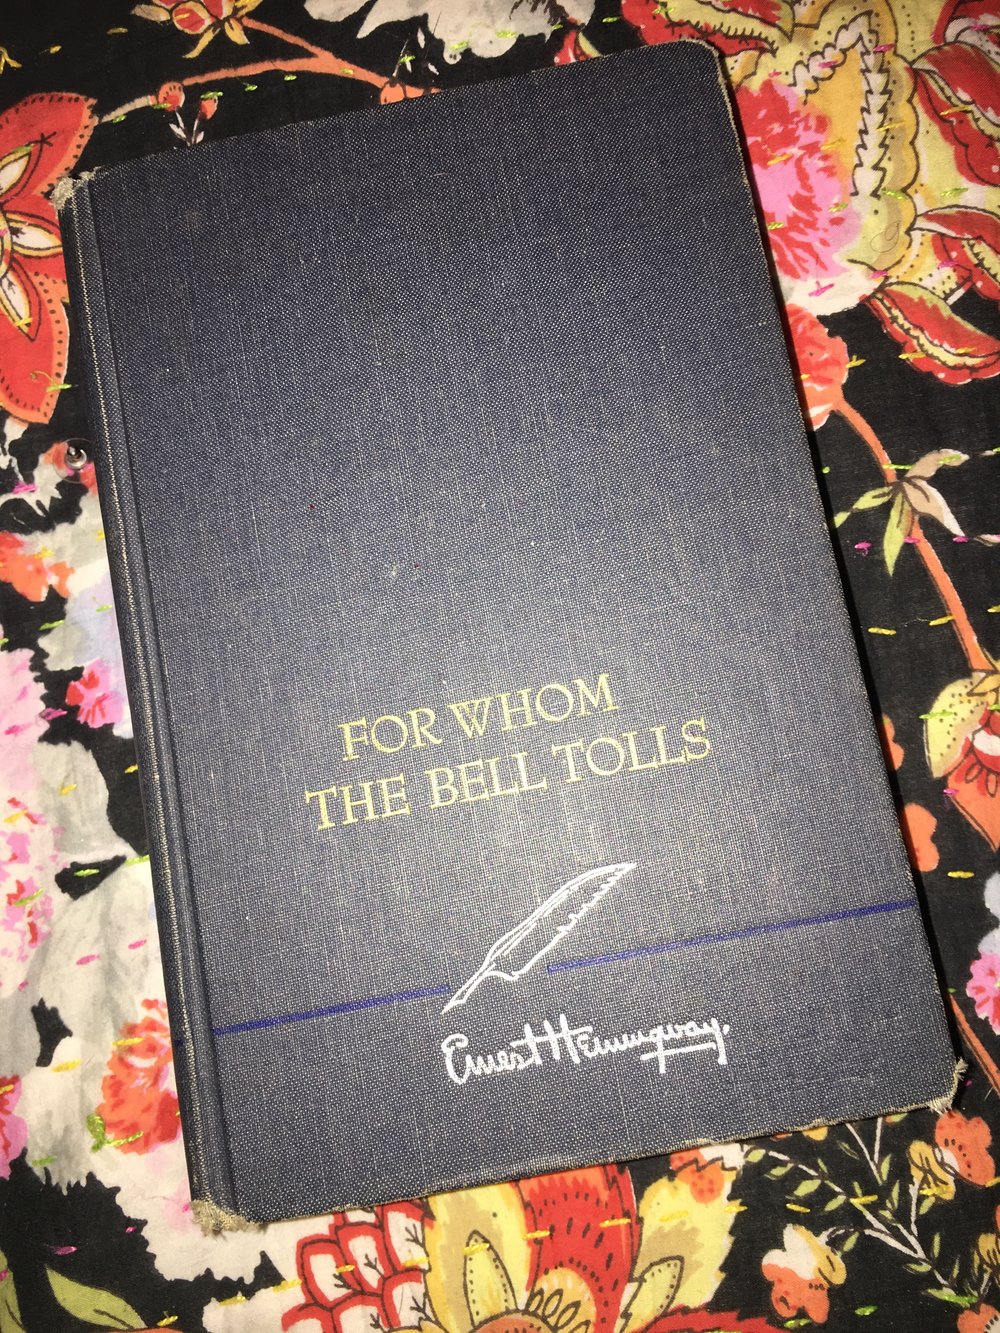 FOR WHOM
THE BELL TOLLS
Ernest Hemingway.